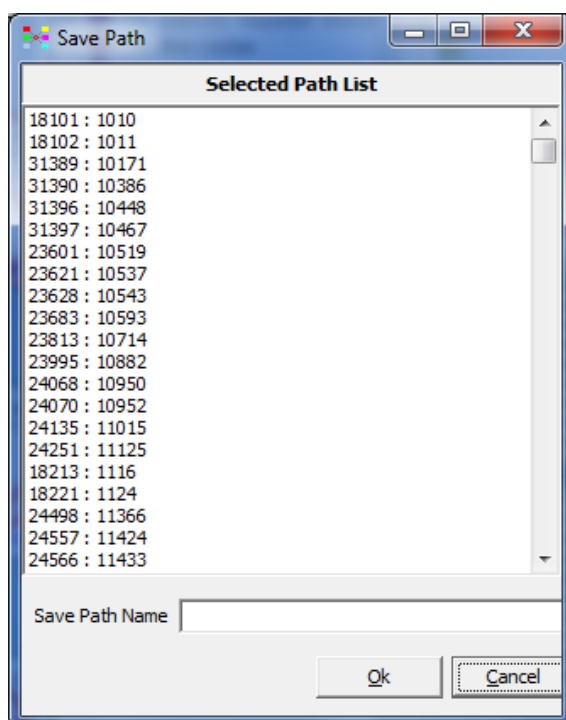 Save Path
Selected Path List
18101 : 1010
18102 : 1011
31389 : 10171
31390 : 10386
31396 : 10448
31397 : 10467
23601 : 10519
23621 : 10537
23628 : 10543
23683 : 10593
23813 : 10714
23995 : 10882
24068 : 10950
24070 : 10952
24135 : 11015
24251 : 11125
18213 : 1116
18221 : 1124
24498 : 11366
24557 : 11424
24566 : 11433
Save Path Name
Ok Cancel